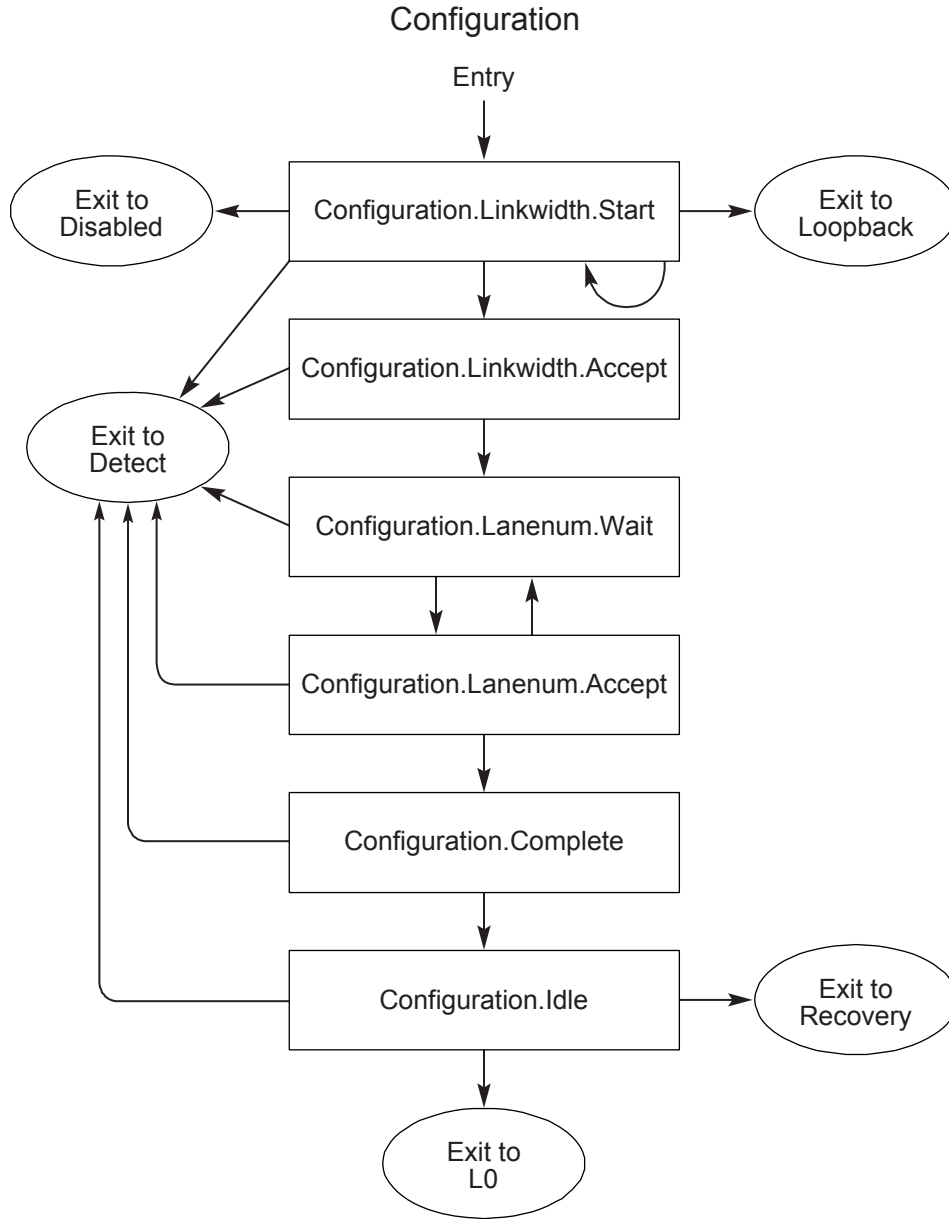 Configuration
Entry
Exit to
Disabled
Configuration.Linkwidth.Start
Exit to
Loopback
Configuration.Linkwidth.Accept
Exit to
Detect
Configuration.Lanenum.Wait
Configuration.Lanenum.Accept
Configuration.Complete
Configuration.Idle
Exit to
Recovery
Exit to
L0